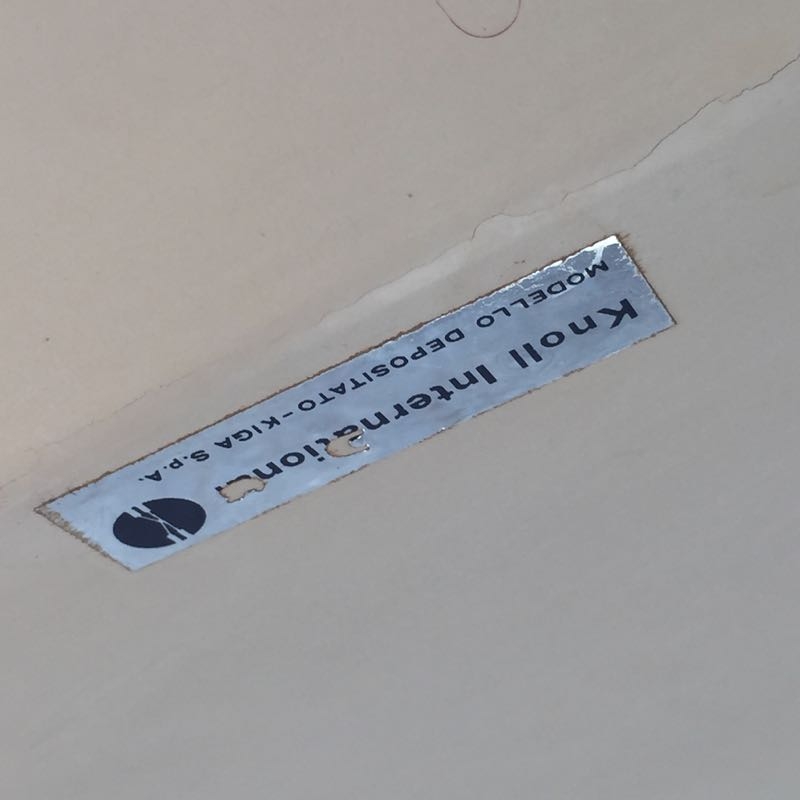 Knoll International
MODELLO DEPOSITATO-KIGA S.p.A.